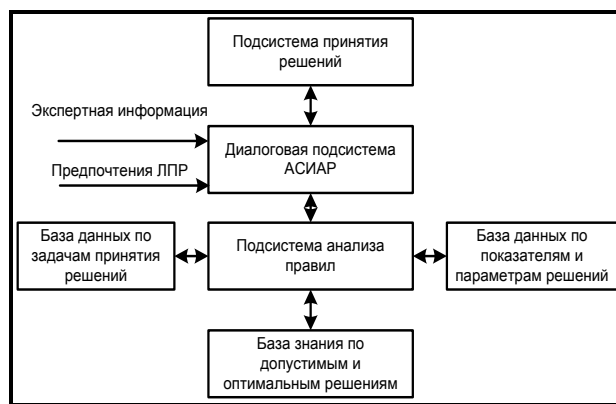 Подсистема принятия
решений
Экспертная информация
Диалоговая подсистема
АСИАР
Предпочтения ЛПР
База данных по
задачам принятия
решений
Подсистема анализа
правил
База данных по
показателям и
параметрам решений
База знания по
допустимым и
оптимальным решениям